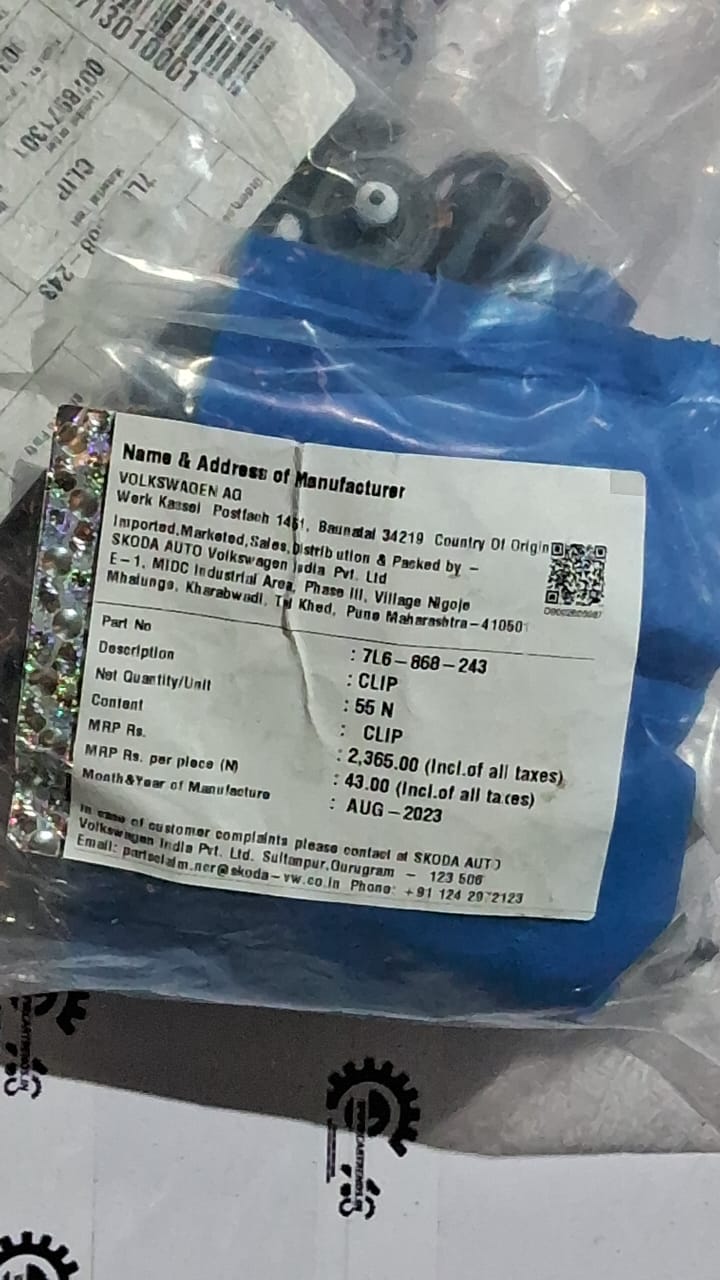 713010001
CLIP
Name & Address of Manufacturer
VOLKSWAGEN AG
Werk Kassel Postfach 1451, Baunatal 34219 Country Of Origin
Imported,Marketed,Sales,Distribution & Packed by –
SKODA AUTO Volkswagen India Pvt. Ltd
E–1, MIDC Industrial Area, Phase III, Village Nigoje
Mhalunge, Kharabwadi, Tal Khed, Pune Maharashtra–410501
Part No : 7L6–868–243
Description : CLIP
Net Quantity/Unit : 55 N
Content : CLIP
MRP Rs. : 2,365.00 (Incl.of all taxes)
MRP Rs. per piece (N) : 43.00 (Incl.of all taxes)
Month&Year of Manufacture : AUG–2023
In case of customer complaints please contact at SKODA AUTO
Volkswagen India Pvt. Ltd. Sultanpur,Gurugram – 123 506
Email: partsclaim.ncr@skoda–vw.co.in Phone: +91 124 2 2123